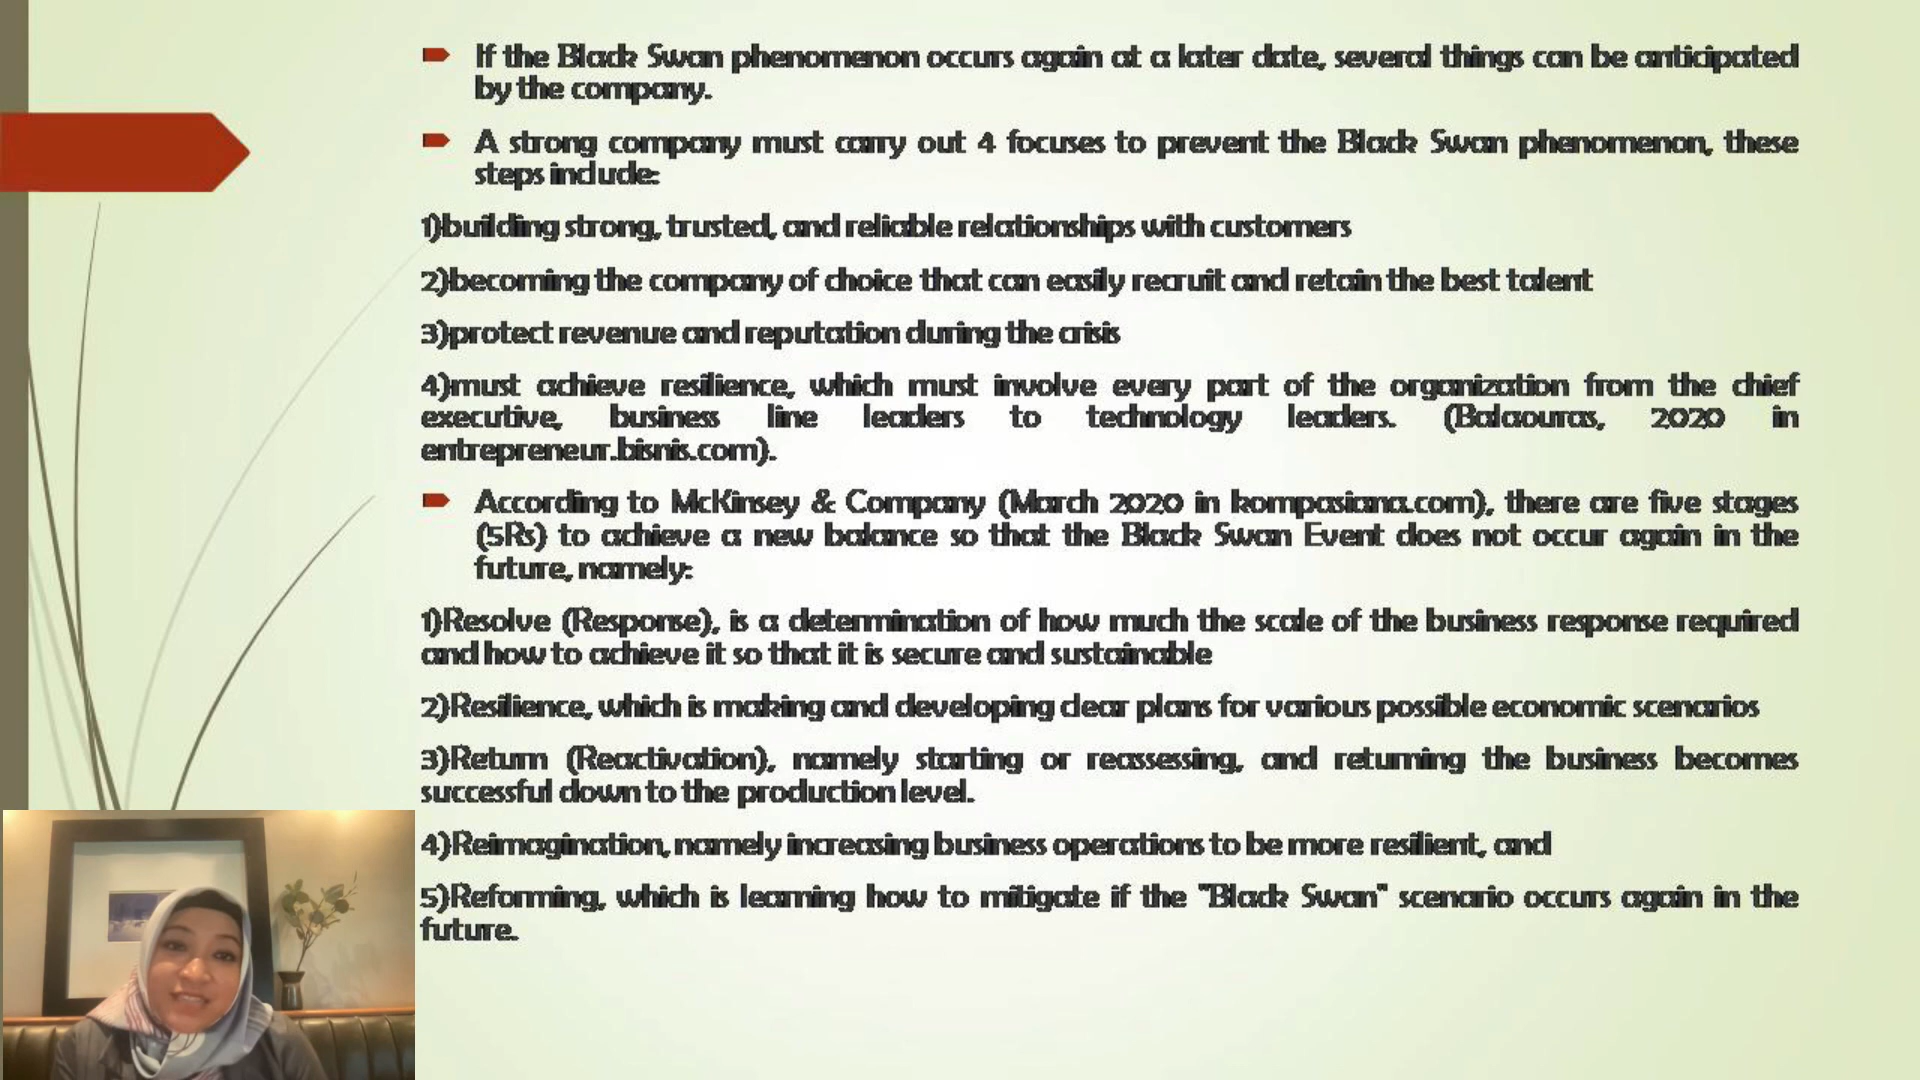 If the Black Swan phenomenon occurs again at a later date, several things can be anticipated
by the company.
A strong company must carry out 4 focuses to prevent the Black Swan phenomenon, these
steps include:
1)building strong, trusted, and reliable relationships with customers
2)becoming the company of choice that can easily recruit and retain the best talent
3)protect revenue and reputation during the crisis
4)must achieve resilience, which must involve every part of the organization from the chief
executive, business line leaders to technology leaders. (Balaouras, 2020 in
entrepreneur.bisnis.com).
According to McKinsey & Company (March 2020 in kompasiana.com), there are five stages
(5Rs) to achieve a new balance so that the Black Swan Event does not occur again in the
future, namely:
1)Resolve (Response), is a determination of how much the scale of the business response required
and how to achieve it so that it is secure and sustainable
2)Resilience, which is making and developing clear plans for various possible economic scenarios
3)Return (Reactivation), namely starting or reassessing, and returning the business becomes
successful down to the production level.
4)Reimagination, namely increasing business operations to be more resilient, and
5)Reforming, which is learning how to mitigate if the "Black Swan" scenario occurs again in the
future.